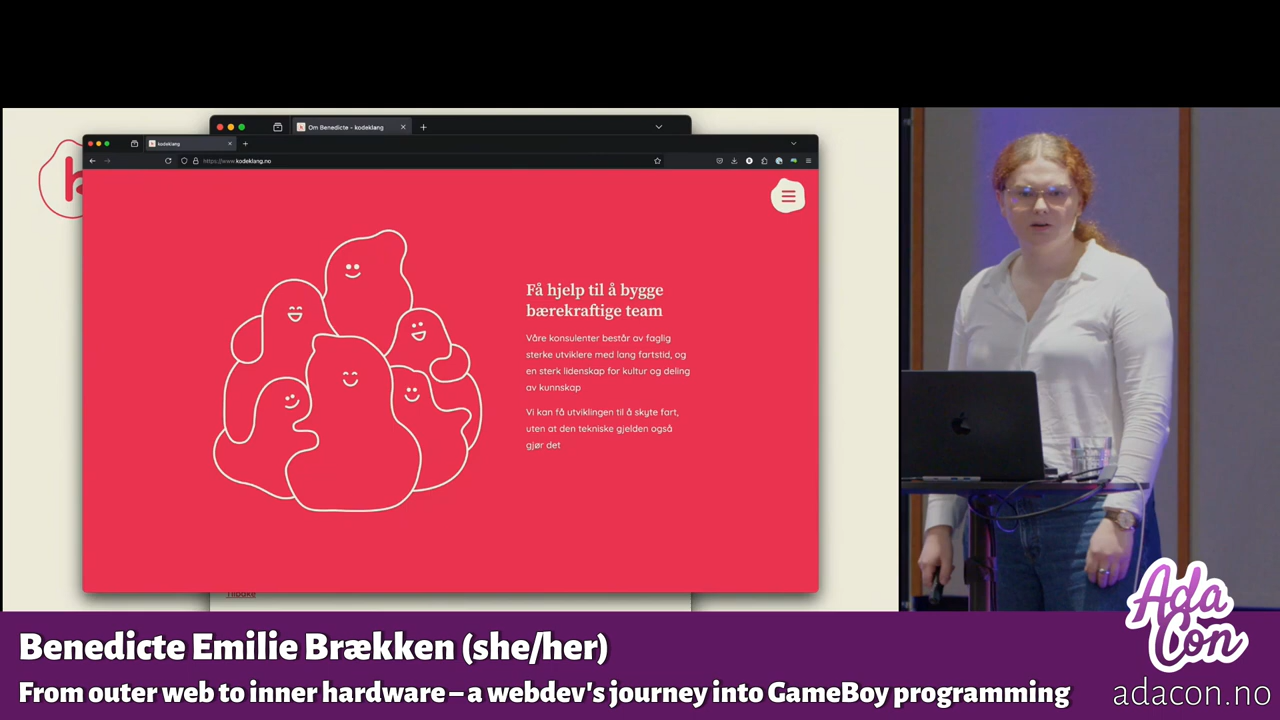 Om Benedicte - kodeklang
kodeklang
https://www.kodeklang.no
Få hjelp til å bygge
bærekraftige team
Våre konsulenter består av faglig
sterke utviklere med lang fartstid, og
en sterk lidenskap for kultur og deling
av kunnskap
Vi kan få utviklingen til å skyte fart,
uten at den tekniske gjelden også
gjør det
Tilbake
Benedicte Emilie Brækken (she/her)
From outer web to inner hardware – a webdev's journey into GameBoy programming
Ada
Con
adacon.no